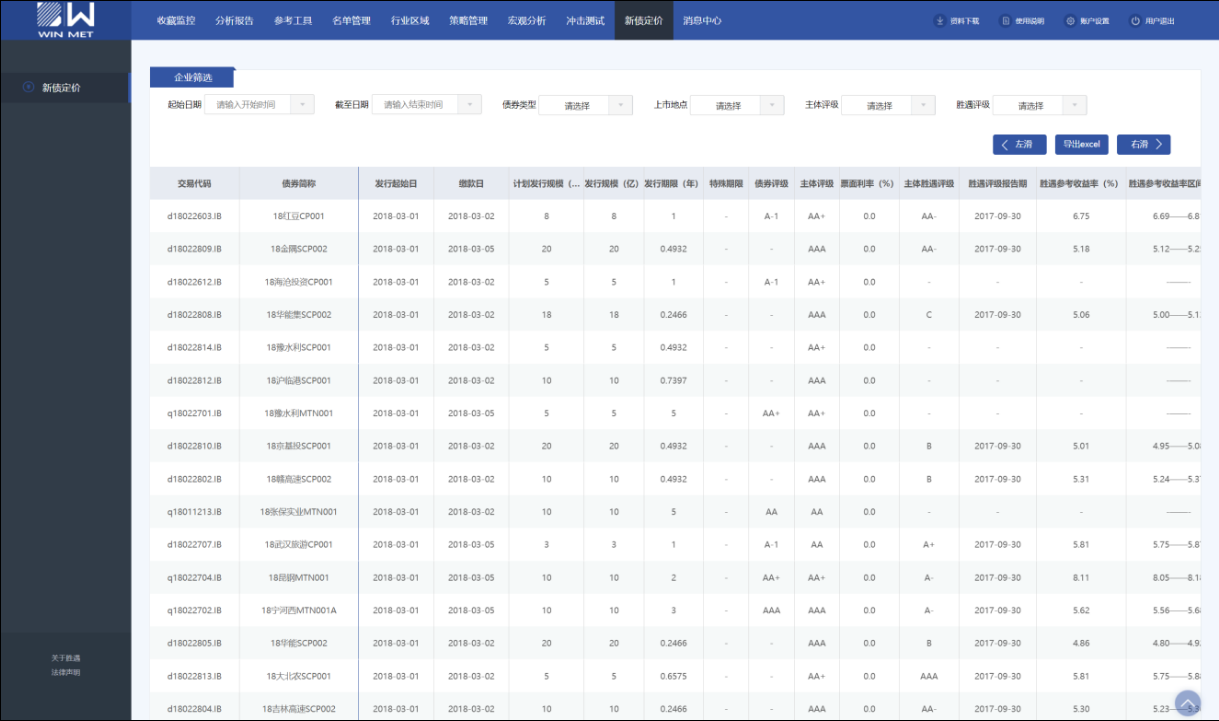 WIN MET
收藏监控 分析报告 参考工具 名单管理 行业区域 策略管理 宏观分析 冲击测试 新债定价 消息中心 资料下载 使用说明 账户设置 用户退出
新债定价
企业筛选
起始日期 请输入开始时间 截至日期 请输入结束时间 债券类型 请选择 上市地点 请选择 主体评级 请选择 胜遇评级 请选择
左滑 导出excel 右滑
交易代码 债券简称 发行起始日 缴款日 计划发行规模 (... 发行规模 (亿) 发行期限 (年) 特殊期限 债券评级 主体评级 票面利率 (%) 主体胜遇评级 胜遇评级报告期 胜遇参考收益率 (%) 胜遇参考收益率区间
d18022603.IB 18红豆CP001 2018-03-01 2018-03-02 8 8 1 - A-1 AA+ 0.0 AA- 2017-09-30 6.75 6.69——6.8
d18022809.IB 18金隅SCP002 2018-03-01 2018-03-05 20 20 0.4932 - - AAA 0.0 AA- 2017-09-30 5.18 5.12——5.2
d18022612.IB 18海沧投资CP001 2018-03-01 2018-03-02 5 5 1 - A-1 AA+ 0.0 - - - ——
d18022808.IB 18华能集SCP002 2018-03-01 2018-03-02 18 18 0.2466 - - AAA 0.0 C 2017-09-30 5.06 5.00——5.1
d18022814.IB 18豫水利SCP001 2018-03-01 2018-03-02 5 5 0.4932 - - AA+ 0.0 - - - ——
d18022812.IB 18沪临港SCP001 2018-03-01 2018-03-02 10 10 0.7397 - - AAA 0.0 - - - ——
q18022701.IB 18豫水利MTN001 2018-03-01 2018-03-05 5 5 5 - AA+ AA+ 0.0 - - - ——
d18022810.IB 18京基投SCP001 2018-03-01 2018-03-02 20 20 0.4932 - - AAA 0.0 B 2017-09-30 5.01 4.95——5.0
d18022802.IB 18赣高速SCP002 2018-03-01 2018-03-02 10 10 0.4932 - - AAA 0.0 B 2017-09-30 5.31 5.24——5.3
q18011213.IB 18张保实业MTN001 2018-03-01 2018-03-02 10 10 5 - AA AA 0.0 - - - ——
d18022707.IB 18武汉旅游CP001 2018-03-01 2018-03-05 3 3 1 - A-1 AA 0.0 A+ 2017-09-30 5.81 5.75——5.8
q18022704.IB 18昆钢MTN001 2018-03-01 2018-03-05 10 10 2 - AA+ AA+ 0.0 A- 2017-09-30 8.11 8.05——8.1
q18022702.IB 18宁河西MTN001A 2018-03-01 2018-03-05 10 10 3 - AAA AAA 0.0 A- 2017-09-30 5.62 5.56——5.6
d18022805.IB 18华能SCP002 2018-03-01 2018-03-02 20 20 0.2466 - - AAA 0.0 B 2017-09-30 4.86 4.80——4.9
d18022813.IB 18大北农SCP001 2018-03-01 2018-03-02 5 5 0.6575 - - AA+ 0.0 AAA 2017-09-30 5.81 5.75——5.8
d18022804.IB 18吉林高速SCP002 2018-03-01 2018-03-02 10 10 0.2466 - - AAA 0.0 AA- 2017-09-30 5.30 5.23——5.3
关于胜遇
法律声明